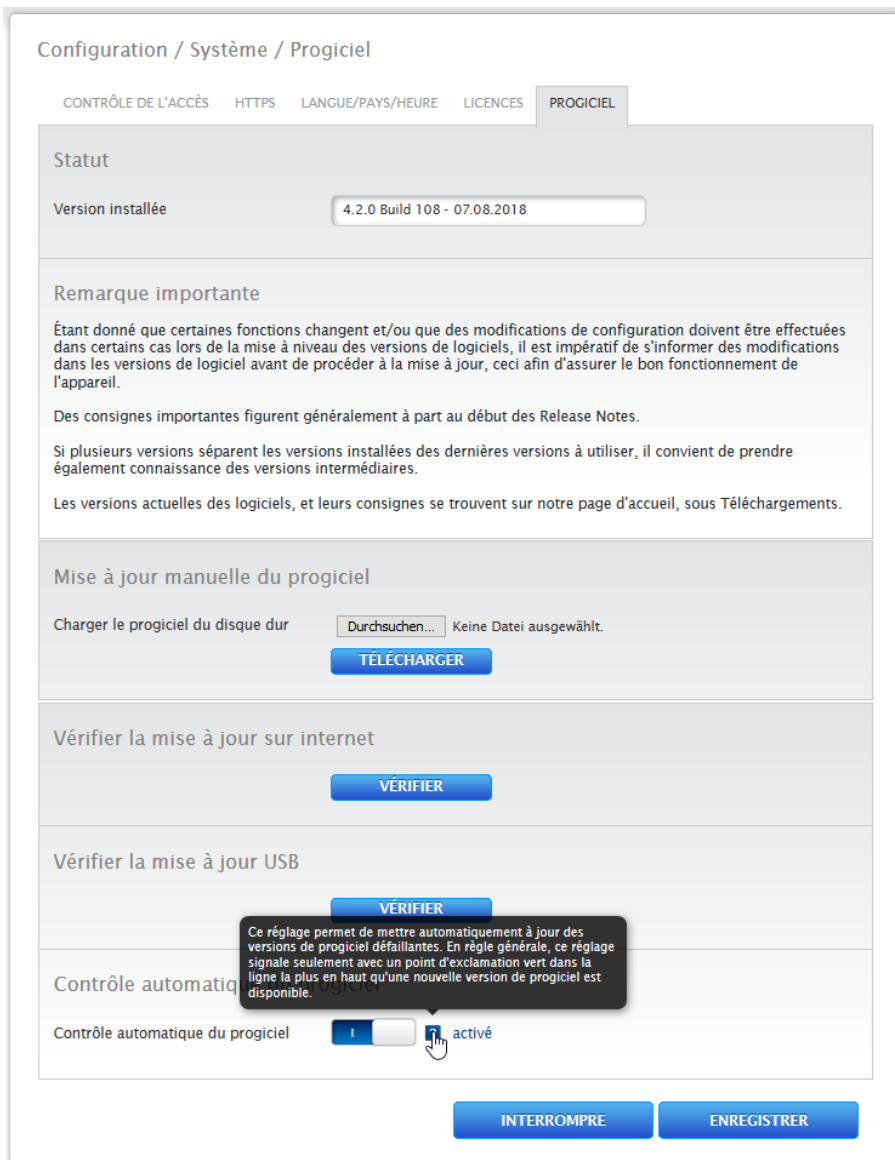 Configuration / Système / Progiciel
CONTRÔLE DE L'ACCÈS HTTPS LANGUE/PAYS/HEURE LICENCES PROGICIEL
Statut
Version installée 4.2.0 Build 108 - 07.08.2018
Remarque importante
Étant donné que certaines fonctions changent et/ou que des modifications de configuration doivent être effectuées
dans certains cas lors de la mise à niveau des versions de logiciels, il est impératif de s'informer des modifications
dans les versions de logiciel avant de procéder à la mise à jour, ceci afin d'assurer le bon fonctionnement de
l'appareil.
Des consignes importantes figurent généralement à part au début des Release Notes.
Si plusieurs versions séparent les versions installées des dernières versions à utiliser, il convient de prendre
également connaissance des versions intermédiaires.
Les versions actuelles des logiciels, et leurs consignes se trouvent sur notre page d'accueil, sous Téléchargements.
Mise à jour manuelle du progiciel
Charger le progiciel du disque dur Durchsuchen... Keine Datei ausgewählt.
TÉLÉCHARGER
Vérifier la mise à jour sur internet
VÉRIFIER
Vérifier la mise à jour USB
VÉRIFIER
Ce réglage permet de mettre automatiquement à jour des
versions de progiciel défaillantes. En règle générale, ce réglage
signale seulement avec un point d'exclamation vert dans la
ligne la plus en haut qu'une nouvelle version de progiciel est
disponible.
Contrôle automatique du progiciel
Contrôle automatique du progiciel I ? activé
INTERROMPRE ENREGISTRER